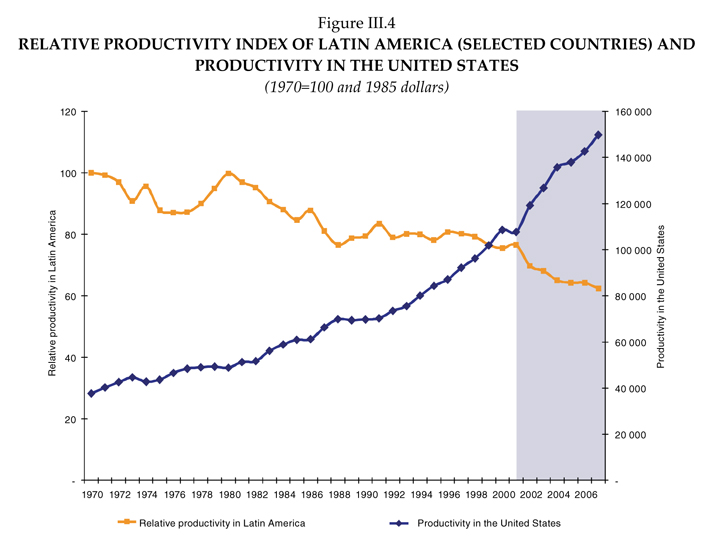 Figure III.4
RELATIVE PRODUCTIVITY INDEX OF LATIN AMERICA (SELECTED COUNTRIES) AND
PRODUCTIVITY IN THE UNITED STATES
(1970=100 and 1985 dollars)
120
100
80
60
40
20
-
Relative productivity in Latin America
160 000
140 000
120 000
100 000
80 000
60 000
40 000
20 000
-
Productivity in the United States
1970 1972 1974 1976 1978 1980 1982 1984 1986 1988 1990 1992 1994 1996 1998 2000 2002 2004 2006
Relative productivity in Latin America
Productivity in the United States